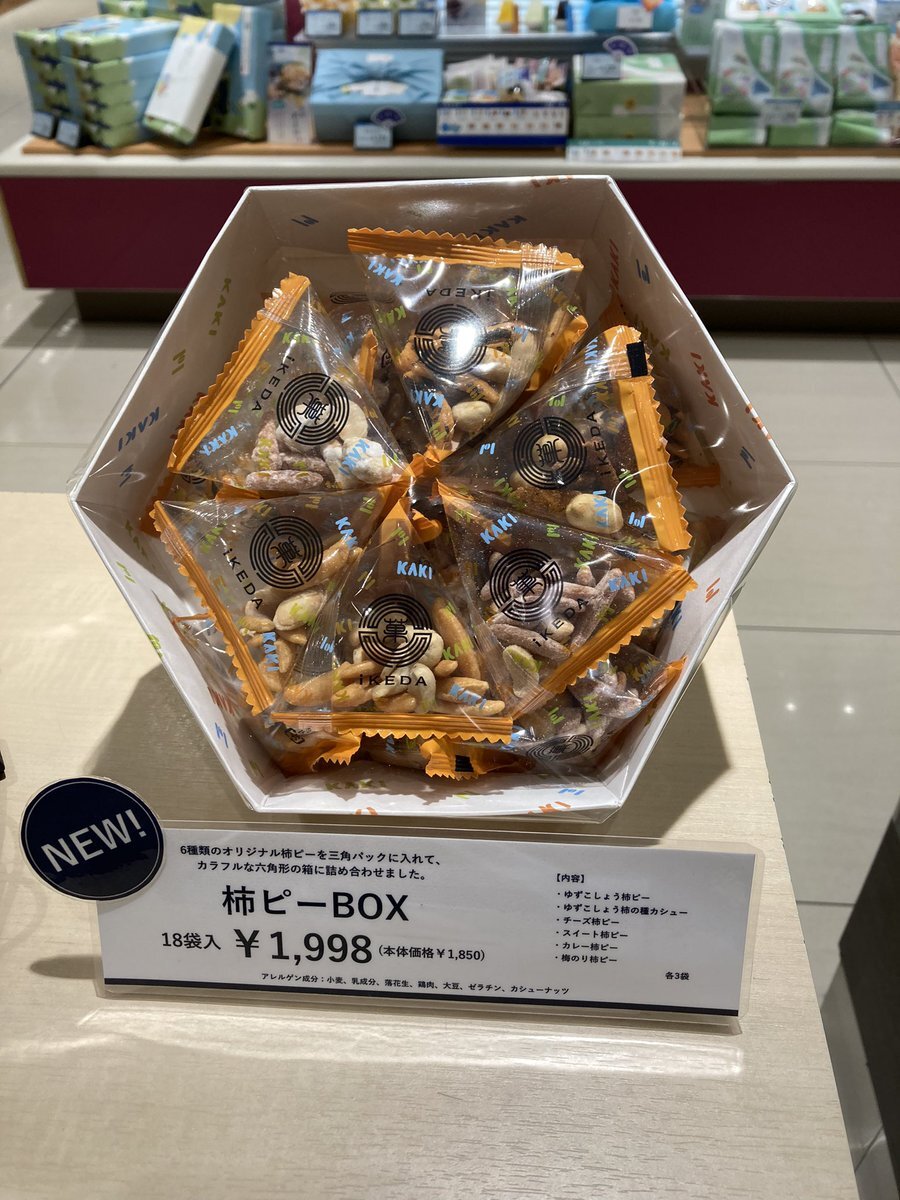 iKEDA
KAKI
菓
iKEDA
NEW!
6種類のオリジナル柿ピーを三角パックに入れて、
カラフルな六角形の箱に詰め合わせました。
柿ピーBOX
18袋入 ¥1,998(本体価格¥1,850)
【内容】
・ゆずこしょう柿ピー
・ゆずこしょう柿の種カシュー
・チーズ柿ピー
・スイート柿ピー
・カレー柿ピー
・梅のり柿ピー
各3袋
アレルゲン成分:小麦、乳成分、落花生、鶏肉、大豆、ゼラチン、カシューナッツ